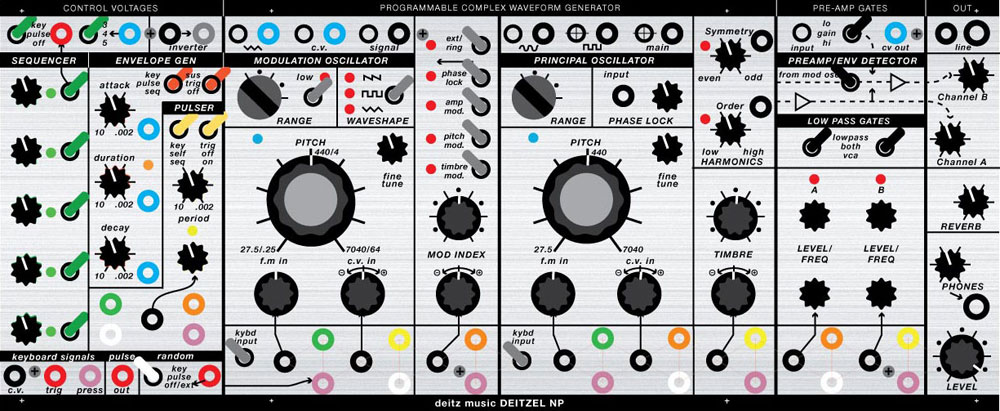 CONTROL VOLTAGES
key
pulse
off
3
4
5
inverter
SEQUENCER
ENVELOPE GEN
attack
10 .002
key
pulse
seq
sus
trig
off
PULSER
key
self
seq
trig
off
on
duration
10 .002
10 .002
period
decay
10 .002
keyboard signals
c.v. trig press
pulse
out
random
key
pulse
off/ext
PROGRAMMABLE COMPLEX WAVEFORM GENERATOR
c.v.
signal
MODULATION OSCILLATOR
low
RANGE
WAVESHAPE
PITCH
440/4
27.5/.25
7040/64
fine
tune
f.m in
c.v. in
kybd
input
ext/
ring
phase
lock
amp
mod.
pitch
mod.
timbre
mod.
MOD INDEX
main
PRINCIPAL OSCILLATOR
RANGE
input
PHASE LOCK
PITCH
440
27.5
7040
fine
tune
f.m in
c.v. in
kybd
input
Symmetry
even odd
Order
low high
HARMONICS
TIMBRE
PRE-AMP GATES
input
lo
gain
hi
cv out
PREAMP/ENV DETECTOR
from mod osc
LOW PASS GATES
lowpass
both
vca
A
B
LEVEL/
FREQ
LEVEL/
FREQ
OUT
line
Channel B
Channel A
REVERB
PHONES
LEVEL
deitz music DEITZEL NP